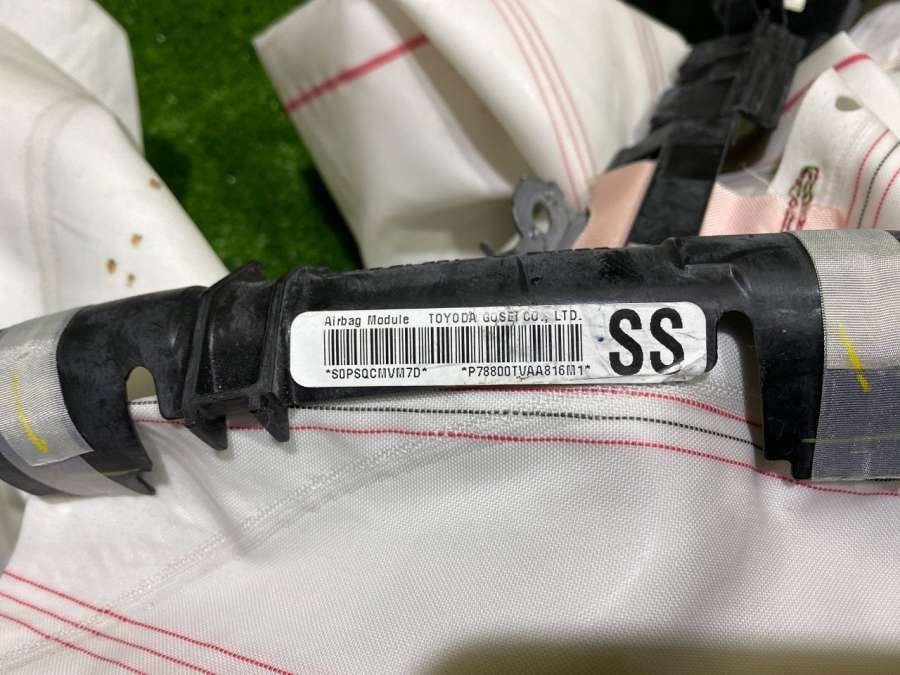 Airbag Module TOYODA GOSEI CO., LTD.
*S0PSQCMVM7D* *P78800TVAA816M1*
SS